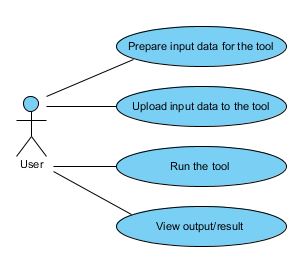 Prepare input data for the tool
Upload input data to the tool
User
Run the tool
View output/result